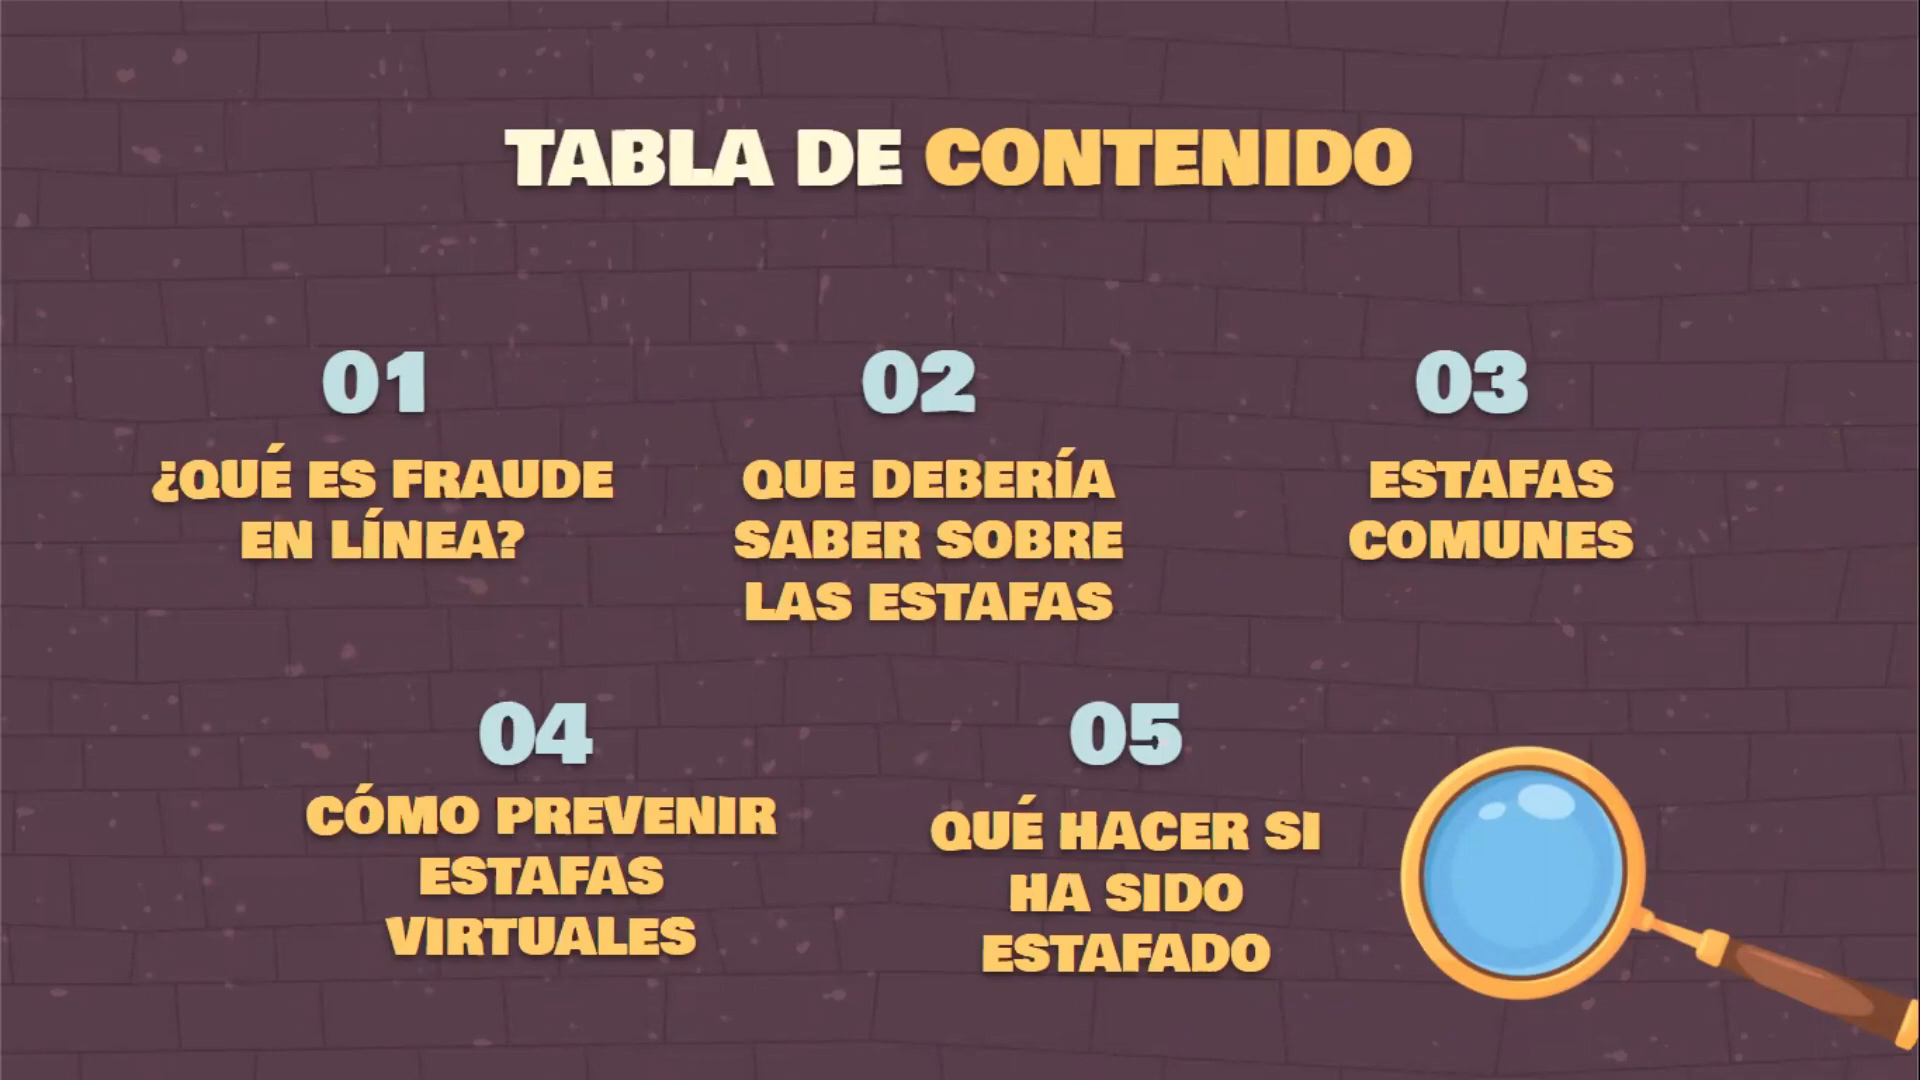 TABLA DE CONTENIDO
01
¿QUÉ ES FRAUDE
EN LÍNEA?
02
QUE DEBERÍA
SABER SOBRE
LAS ESTAFAS
03
ESTAFAS
COMUNES
04
CÓMO PREVENIR
ESTAFAS
VIRTUALES
05
QUÉ HACER SI
HA SIDO
ESTAFADO